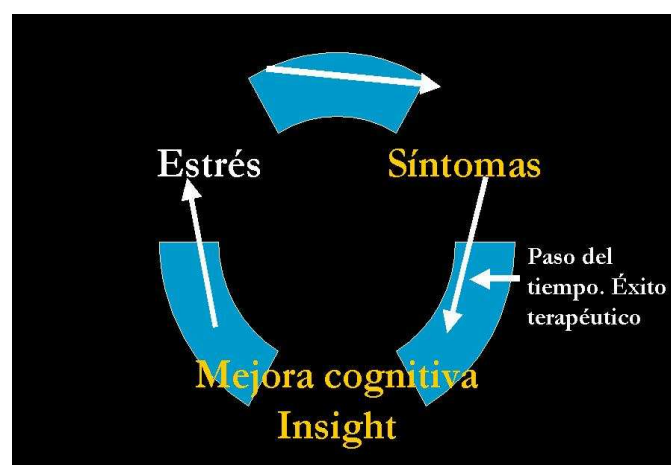 Estrés
Síntomas
Paso del
tiempo. Éxito
terapéutico
Mejora cognitiva
Insight